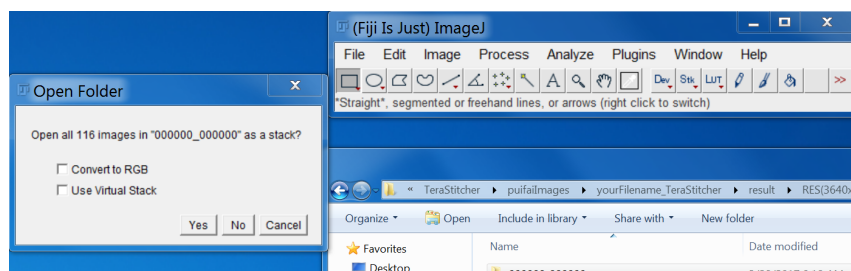 (Fiji Is Just) ImageJ
File Edit Image Process Analyze Plugins Window Help
A Dev Stk LUT >>
*Straight*, segmented or freehand lines, or arrows (right click to switch)
Open Folder
X
Open all 116 images in "000000_000000" as a stack?
Convert to RGB
Use Virtual Stack
Yes No Cancel
« TeraStitcher puifaiImages yourFilename_TeraStitcher result RES(3640x
Organize Open Include in library Share with New folder
Favorites Name Date modified
Desktop